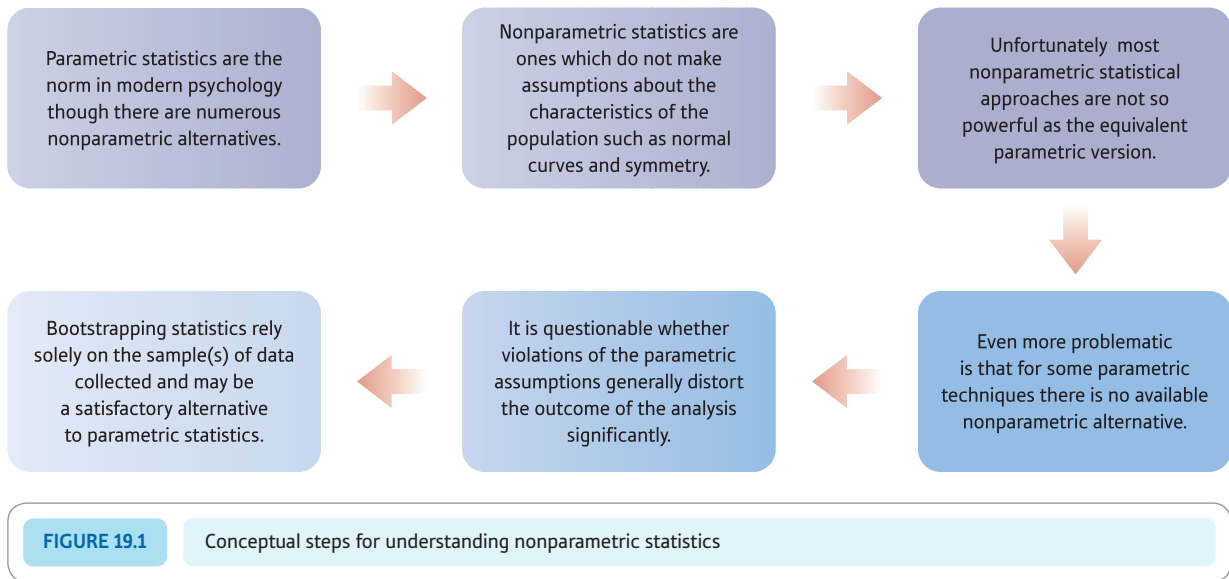 Parametric statistics are the
norm in modern psychology
though there are numerous
nonparametric alternatives.
Nonparametric statistics are
ones which do not make
assumptions about the
characteristics of the
population such as normal
curves and symmetry.
Unfortunately most
nonparametric statistical
approaches are not so
powerful as the equivalent
parametric version.
Even more problematic
is that for some parametric
techniques there is no available
nonparametric alternative.
It is questionable whether
violations of the parametric
assumptions generally distort
the outcome of the analysis
significantly.
Bootstrapping statistics rely
solely on the sample(s) of data
collected and may be
a satisfactory alternative
to parametric statistics.
FIGURE 19.1 Conceptual steps for understanding nonparametric statistics